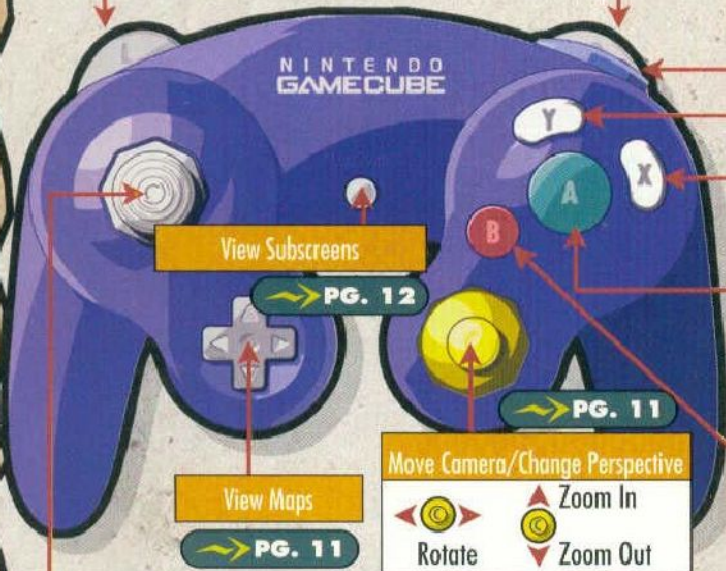 L
NINTENDO
GAMECUBE
Y
X
A
B
View Subscreens
PG. 12
C
PG. 11
Move Camera/Change Perspective
Zoom In
C
C
Rotate
Zoom Out
View Maps
PG. 11